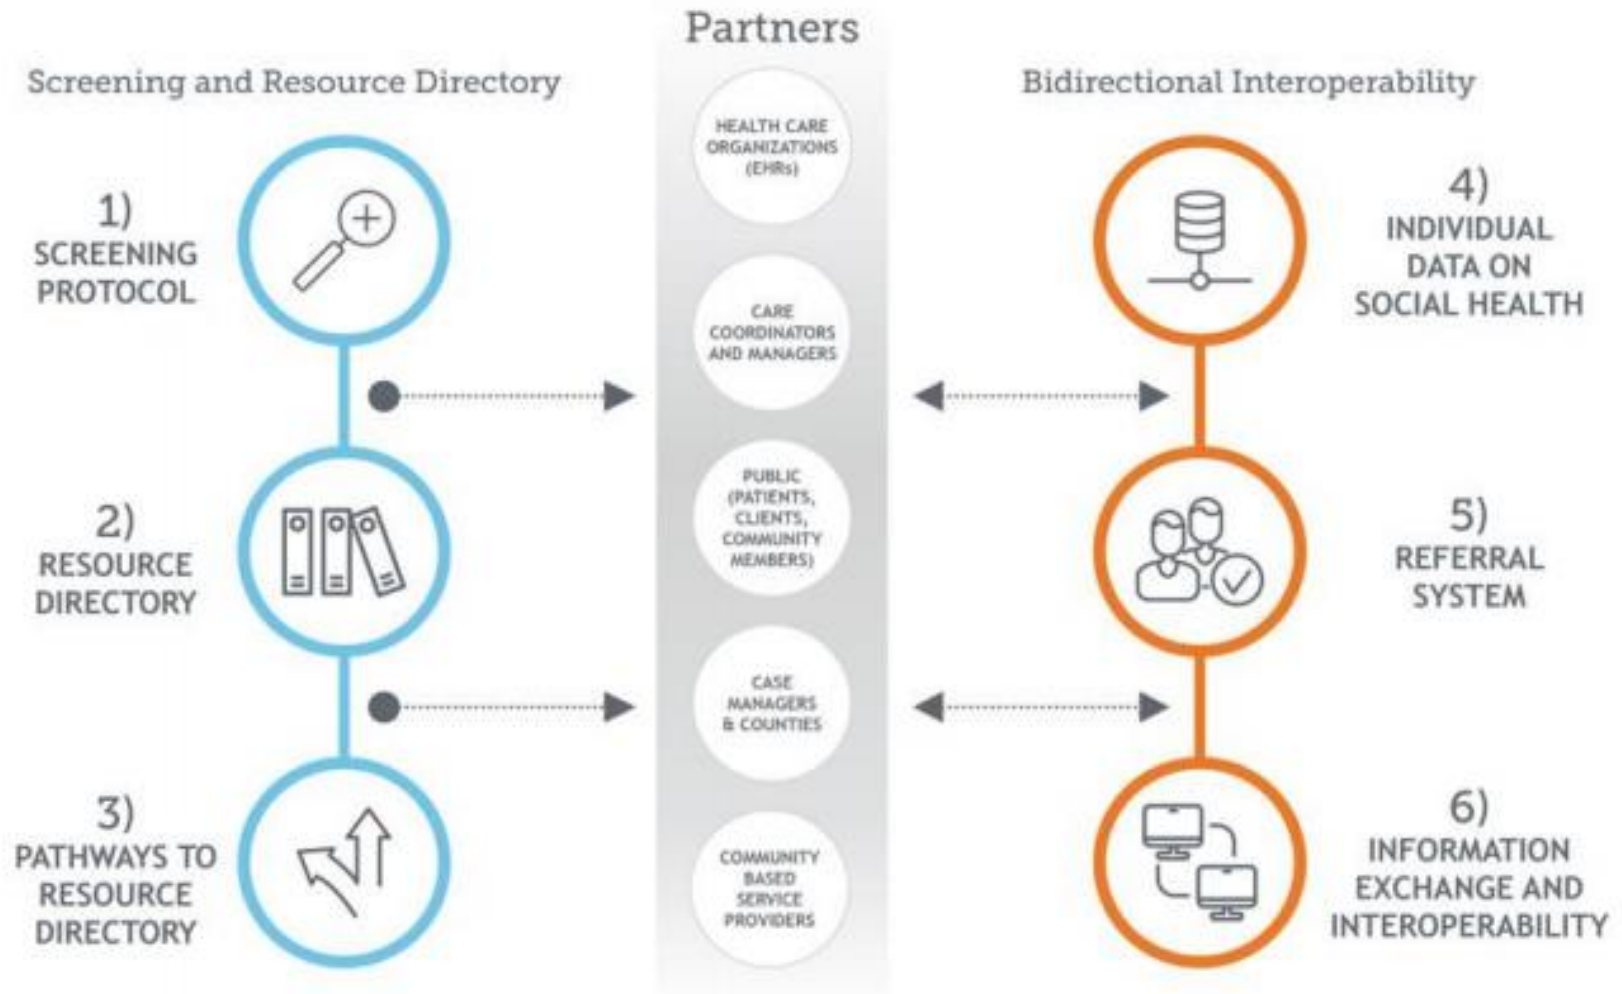 Screening and Resource Directory
1)
SCREENING
PROTOCOL
2)
RESOURCE
DIRECTORY
3)
PATHWAYS TO
RESOURCE
DIRECTORY
Partners
HEALTH CARE
ORGANIZATIONS
(EHRs)
CARE
COORDINATORS
AND MANAGERS
PUBLIC
(PATIENTS,
CLIENTS,
COMMUNITY
MEMBERS)
CASE
MANAGERS
& COUNTIES
COMMUNITY
BASED
SERVICE
PROVIDERS
Bidirectional Interoperability
4)
INDIVIDUAL
DATA ON
SOCIAL HEALTH
5)
REFERRAL
SYSTEM
6)
INFORMATION
EXCHANGE AND
INTEROPERABILITY